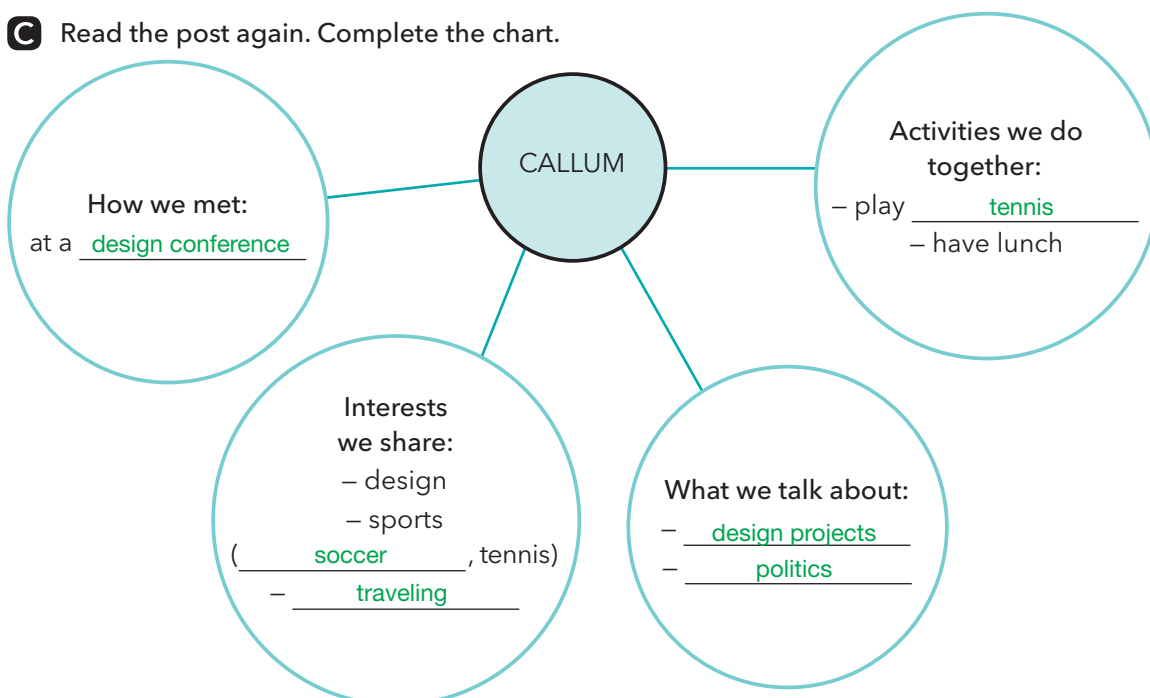 C Read the post again. Complete the chart.
CALLUM
How we met:
at a design conference
Activities we do
together:
– play tennis
– have lunch
Interests
we share:
– design
– sports
(soccer, tennis)
– traveling
What we talk about:
– design projects
– politics